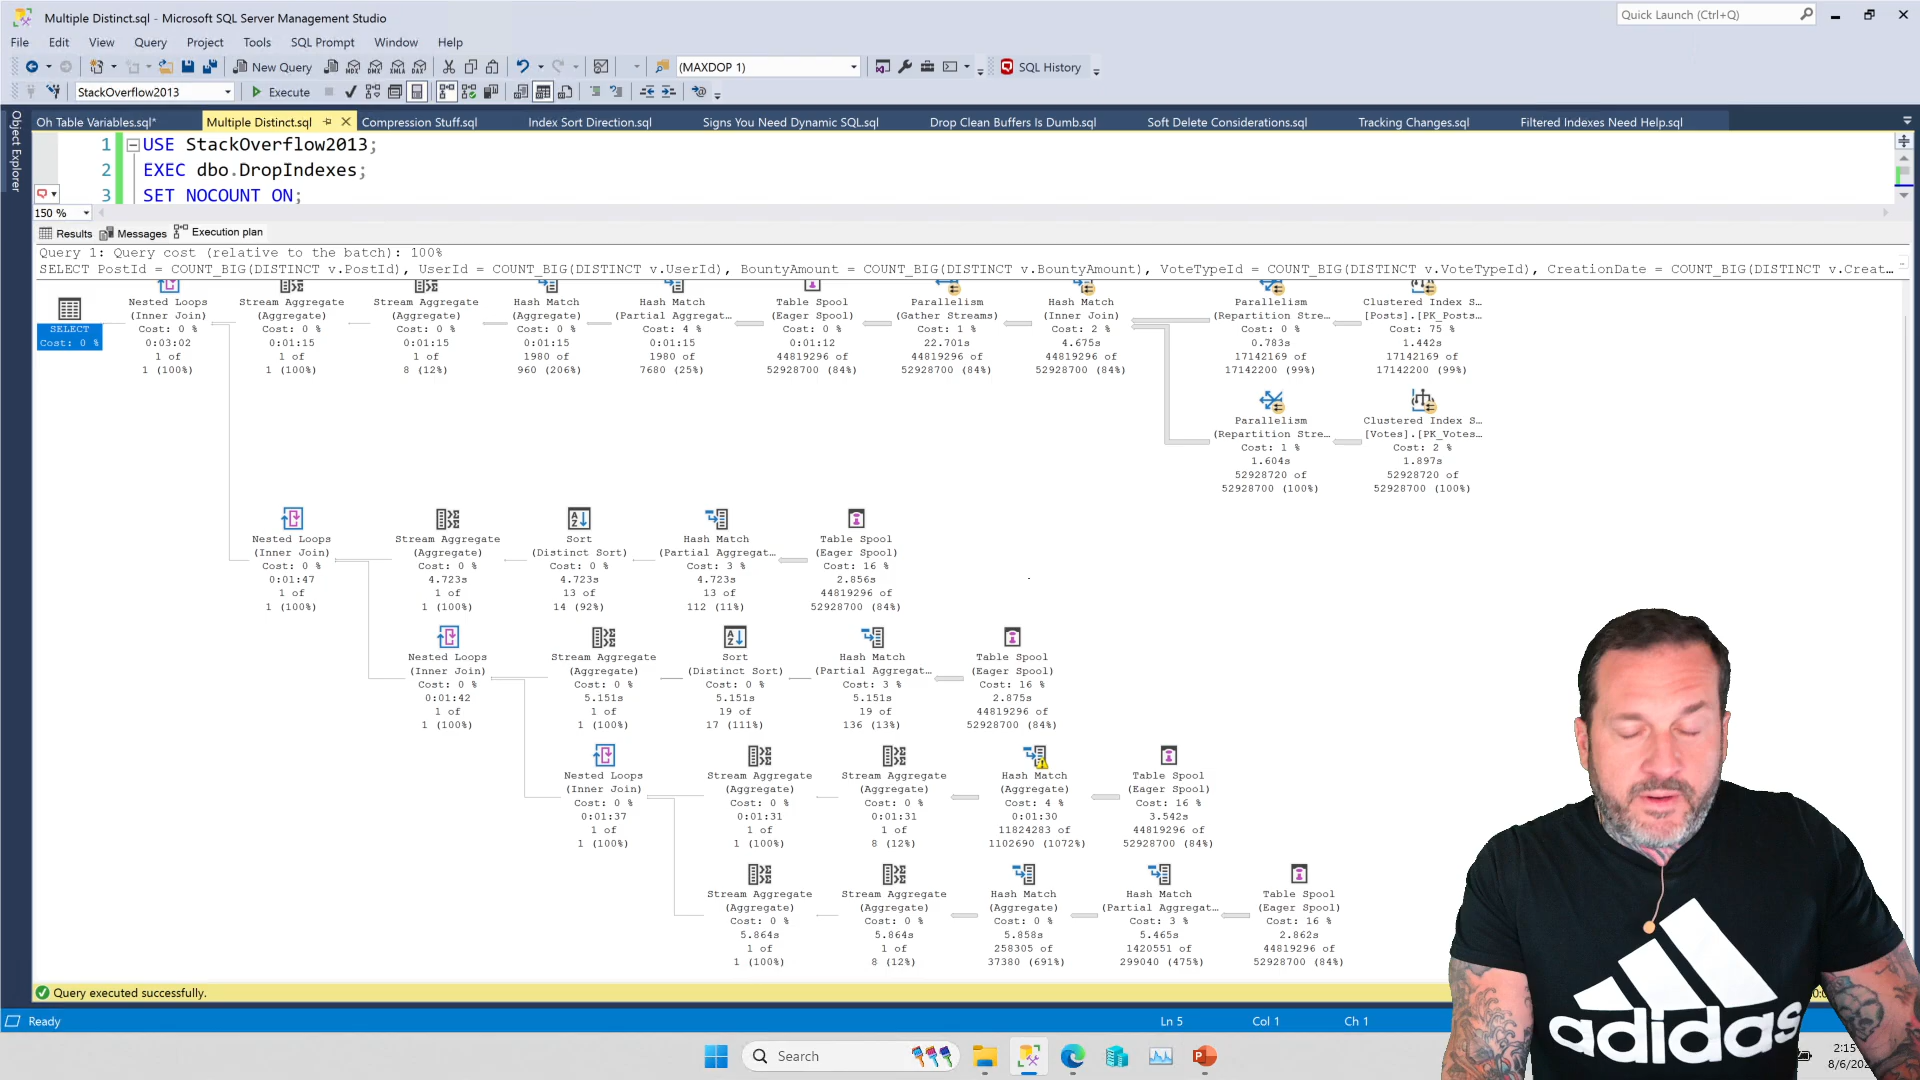 Multiple Distinct.sql - Microsoft SQL Server Management Studio
Quick Launch (Ctrl+Q)
File Edit View Query Project Tools SQL Prompt Window Help
New Query
MDX DMX XMLA DAX
(MAXDOP 1)
SQL History
StackOverflow2013
Execute
Object Explorer
Oh Table Variables.sql* Multiple Distinct.sql Compression Stuff.sql Index Sort Direction.sql Signs You Need Dynamic SQL.sql Drop Clean Buffers Is Dumb.sql Soft Delete Considerations.sql Tracking Changes.sql Filtered Indexes Need Help.sql
1 USE StackOverflow2013;
2 EXEC dbo.DropIndexes;
3 SET NOCOUNT ON;
150 %
Results Messages Execution plan
Query 1: Query cost (relative to the batch): 100%
SELECT PostId = COUNT_BIG(DISTINCT v.PostId), UserId = COUNT_BIG(DISTINCT v.UserId), BountyAmount = COUNT_BIG(DISTINCT v.BountyAmount), VoteTypeId = COUNT_BIG(DISTINCT v.VoteTypeId), CreationDate = COUNT_BIG(DISTINCT v.Creat...
SELECT
Cost: 0 %
Nested Loops
(Inner Join)
Cost: 0 %
0:03:02
1 of
1 (100%)
Stream Aggregate
(Aggregate)
Cost: 0 %
0:01:15
1 of
1 (100%)
Stream Aggregate
(Aggregate)
Cost: 0 %
0:01:15
1 of
8 (12%)
Hash Match
(Aggregate)
Cost: 0 %
0:01:15
1980 of
960 (206%)
Hash Match
(Partial Aggregat...
Cost: 4 %
0:01:15
1980 of
7680 (25%)
Table Spool
(Eager Spool)
Cost: 0 %
0:01:12
44819296 of
52928700 (84%)
Parallelism
(Gather Streams)
Cost: 1 %
22.701s
44819296 of
52928700 (84%)
Hash Match
(Inner Join)
Cost: 2 %
4.675s
44819296 of
52928700 (84%)
Parallelism
(Repartition Stre...
Cost: 0 %
0.783s
17142169 of
17142200 (99%)
Clustered Index S...
[Posts].[PK_Posts...
Cost: 75 %
1.442s
17142169 of
17142200 (99%)
Parallelism
(Repartition Stre...
Cost: 1 %
1.604s
52928720 of
52928700 (100%)
Clustered Index S...
[Votes].[PK_Votes...
Cost: 2 %
1.897s
52928720 of
52928700 (100%)
Nested Loops
(Inner Join)
Cost: 0 %
0:01:47
1 of
1 (100%)
Stream Aggregate
(Aggregate)
Cost: 0 %
4.723s
1 of
1 (100%)
Sort
(Distinct Sort)
Cost: 0 %
4.723s
13 of
14 (92%)
Hash Match
(Partial Aggregat...
Cost: 3 %
4.723s
13 of
112 (11%)
Table Spool
(Eager Spool)
Cost: 16 %
2.856s
44819296 of
52928700 (84%)
Nested Loops
(Inner Join)
Cost: 0 %
0:01:42
1 of
1 (100%)
Stream Aggregate
(Aggregate)
Cost: 0 %
5.151s
1 of
1 (100%)
Sort
(Distinct Sort)
Cost: 0 %
5.151s
19 of
17 (111%)
Hash Match
(Partial Aggregat...
Cost: 3 %
5.151s
19 of
136 (13%)
Table Spool
(Eager Spool)
Cost: 16 %
2.875s
44819296 of
52928700 (84%)
Nested Loops
(Inner Join)
Cost: 0 %
0:01:37
1 of
1 (100%)
Stream Aggregate
(Aggregate)
Cost: 0 %
0:01:31
1 of
1 (100%)
Stream Aggregate
(Aggregate)
Cost: 0 %
0:01:31
1 of
8 (12%)
Hash Match
(Aggregate)
Cost: 4 %
0:01:30
11824283 of
1102690 (1072%)
Table Spool
(Eager Spool)
Cost: 16 %
3.542s
44819296 of
52928700 (84%)
Stream Aggregate
(Aggregate)
Cost: 0 %
5.864s
1 of
1 (100%)
Stream Aggregate
(Aggregate)
Cost: 0 %
5.864s
1 of
8 (12%)
Hash Match
(Aggregate)
Cost: 0 %
5.858s
258305 of
37380 (691%)
Hash Match
(Partial Aggregat...
Cost: 3 %
5.465s
1420551 of
299040 (475%)
Table Spool
(Eager Spool)
Cost: 16 %
2.862s
44819296 of
52928700 (84%)
adidas
Query executed successfully.
Ready Ln 5 Col 1 Ch 1
Search
2:15
8/6/20